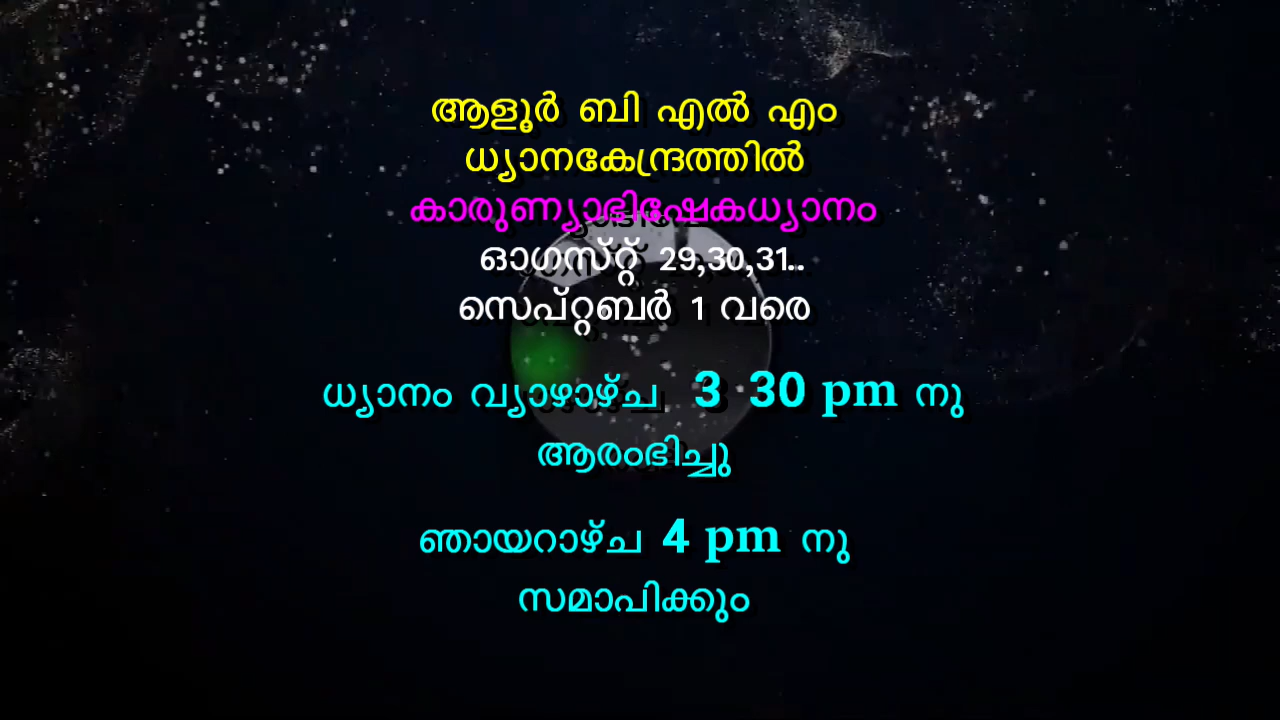 ആളൂർ ബി എൽ എം
ധ്യാനകേന്ദ്രത്തിൽ
കാരുണ്യാഭിഷേകധ്യാനം
ഓഗസ്റ്റ് 29,30,31..
സെപ്റ്റബർ 1 വരെ
ധ്യാനം വ്യാഴാഴ്ച 3 30 pm നു
ആരംഭിച്ചു
ഞായറാഴ്ച 4 pm നു
സമാപിക്കും